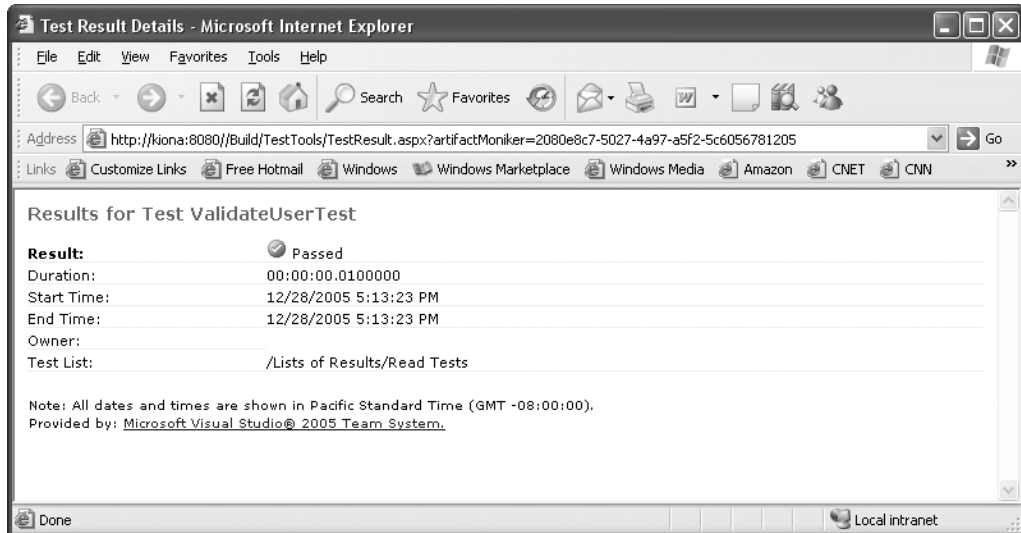 Test Result Details - Microsoft Internet Explorer
File Edit View Favorites Tools Help
Back Search Favorites
Address http://kiona:8080//Build/TestTools/TestResult.aspx?artifactMoniker=2080e8c7-5027-4a97-a5f2-5c6056781205 Go
Links Customize Links Free Hotmail Windows Windows Marketplace Windows Media Amazon CNET CNN »
Results for Test ValidateUserTest
Result: Passed
Duration: 00:00:00.0100000
Start Time: 12/28/2005 5:13:23 PM
End Time: 12/28/2005 5:13:23 PM
Owner:
Test List: /Lists of Results/Read Tests
Note: All dates and times are shown in Pacific Standard Time (GMT -08:00:00).
Provided by: Microsoft Visual Studio® 2005 Team System.
Done Local intranet